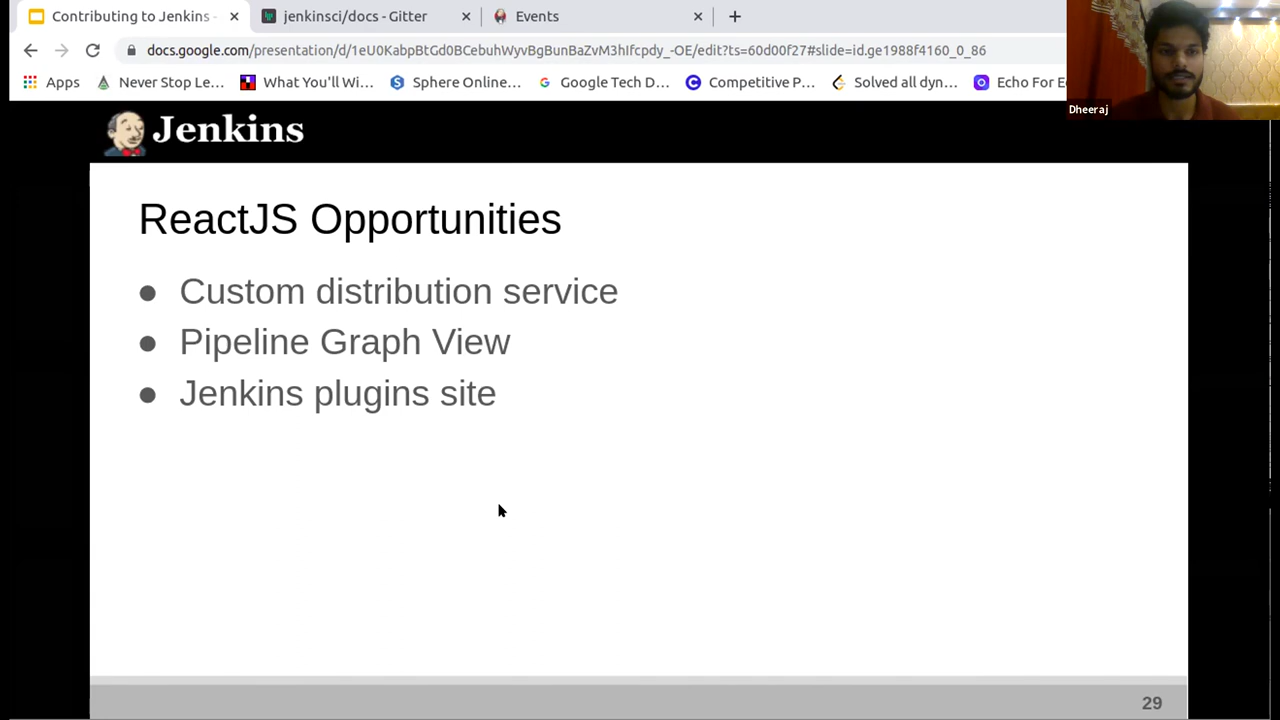 Contributing to Jenkins -
jenkinsci/docs - Gitter
Events
docs.google.com/presentation/d/1eU0KabpBtGd0BCebuhWyvBgBunBaZvM3hIfcpdy_-OE/edit?ts=60d00f27#slide=id.ge1988f4160_0_86
Apps
Never Stop Le...
What You'll Wi...
Sphere Online...
Google Tech D...
Competitive P...
Solved all dyn...
Echo For E
Dheeraj
Jenkins
ReactJS Opportunities
● Custom distribution service
● Pipeline Graph View
● Jenkins plugins site
29